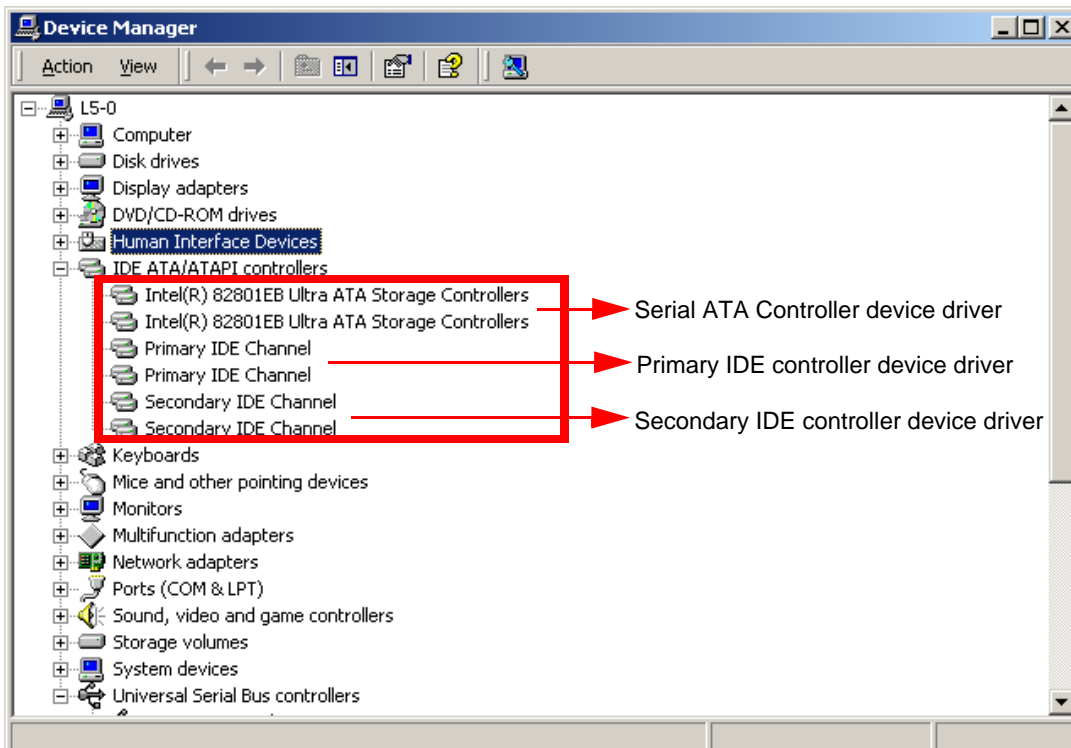 Device Manager
Action View
L5-0
Computer
Disk drives
Display adapters
DVD/CD-ROM drives
Human Interface Devices
IDE ATA/ATAPI controllers
Intel(R) 82801EB Ultra ATA Storage Controllers
Serial ATA Controller device driver
Intel(R) 82801EB Ultra ATA Storage Controllers
Primary IDE Channel
Primary IDE controller device driver
Primary IDE Channel
Secondary IDE Channel
Secondary IDE controller device driver
Secondary IDE Channel
Keyboards
Mice and other pointing devices
Monitors
Multifunction adapters
Network adapters
Ports (COM & LPT)
Sound, video and game controllers
Storage volumes
System devices
Universal Serial Bus controllers